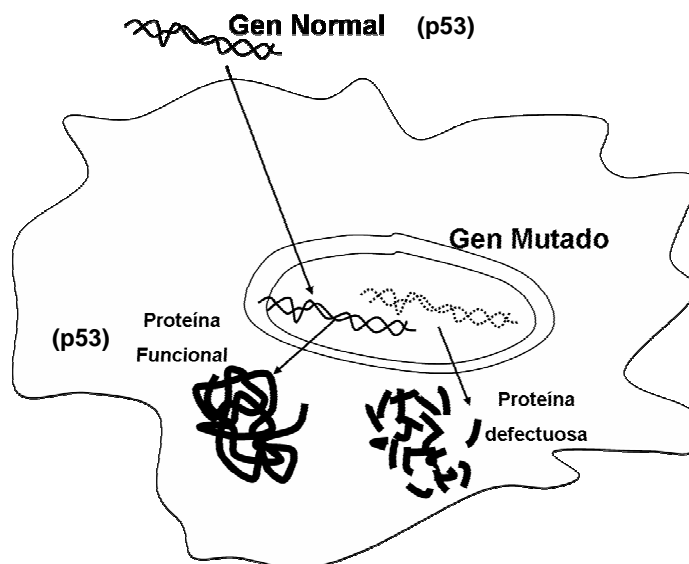 Gen Normal (p53)
Gen Mutado
Proteína
Funcional
(p53)
Proteína
defectuosa